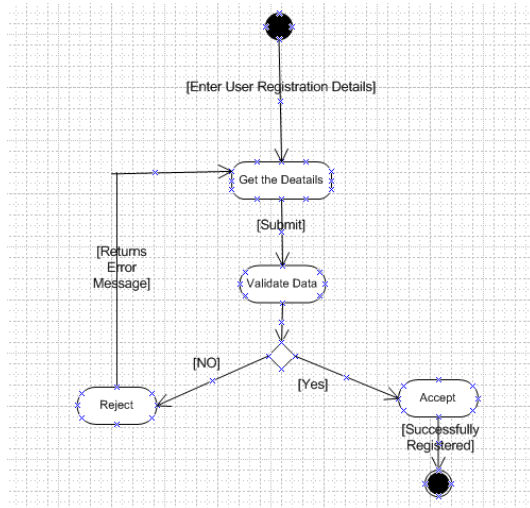 [Enter User Registration Details]
Get the Deatails
[Submit]
[Returns
Error
Message]
Validate Data
[NO]
[Yes]
Reject
Accept
[Successfully
Registered]